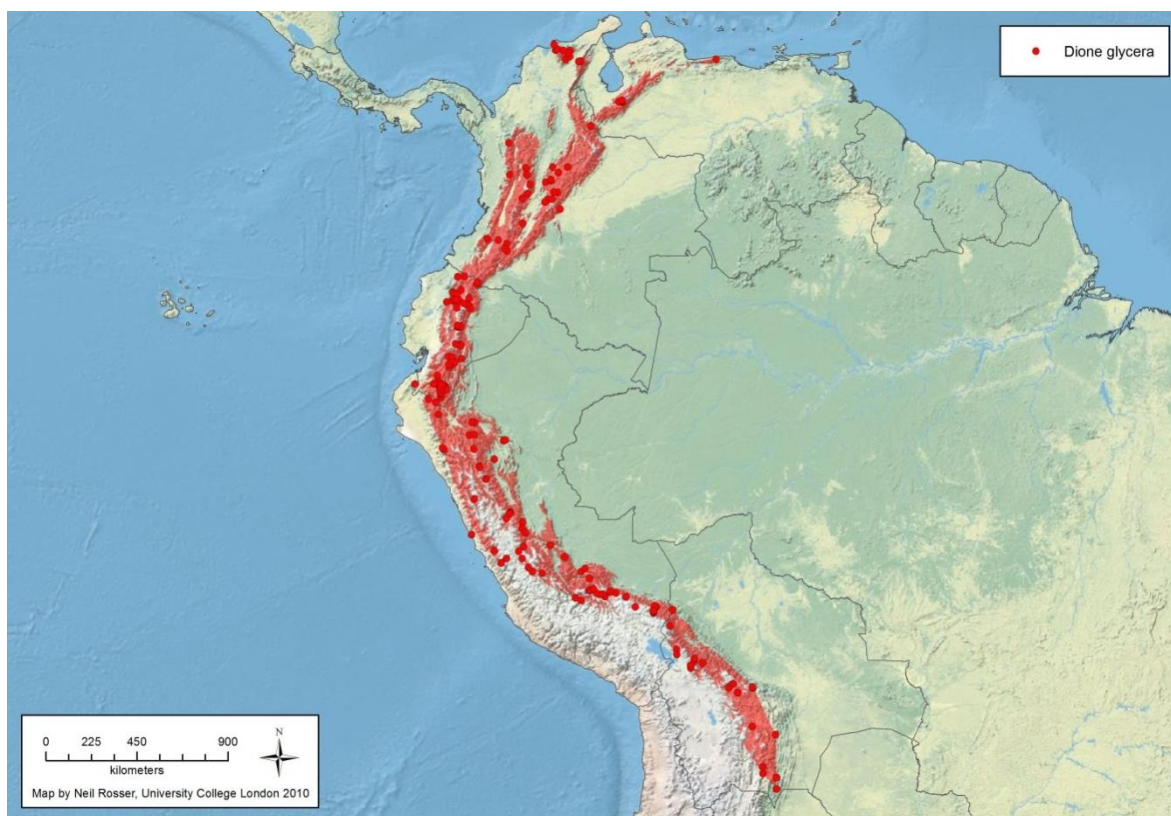 Dione glycera
0 225 450 900
kilometers
N
Map by Neil Rosser, University College London 2010